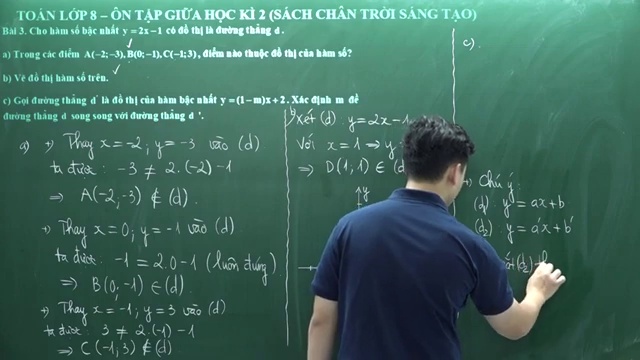 TOÁN LỚP 8 – ÔN TẬP GIỮA HỌC KÌ 2 (SÁCH CHÂN TRỜI SÁNG TẠO)
Bài 3. Cho hàm số bậc nhất y = 2x − 1 có đồ thị là đường thẳng d.
a) Trong các điểm A(−2; −3), B(0; −1), C(−1; 3), điểm nào thuộc đồ thị của hàm số?
b) Vẽ đồ thị hàm số trên.
c) Gọi đường thẳng d' là đồ thị của hàm bậc nhất y = (1−m)x + 2. Xác định m để
đường thẳng d song song với đường thẳng d '.
a) +, Thay x = -2; y = -3 vào (d)
ta được: -3 ≠ 2.(-2) -1
=> A(-2; -3) ∉ (d).
+, Thay x = 0; y = -1 vào (d)
ta được: -1 = 2.0 -1 (luôn đúng)
=> B(0; -1) ∈ (d).
+, Thay x = -1; y = 3 vào (d)
ta được: 3 ≠ 2.(-1) -1
=> C(-1; 3) ∉ (d)
b) Xét (d): y = 2x - 1
Với x = 1 => y
=> D(1; 1) ∈ (d
y
c).
+, Chú ý:
y = ax + b
(d₂): y = a'x + b'
(d₂)